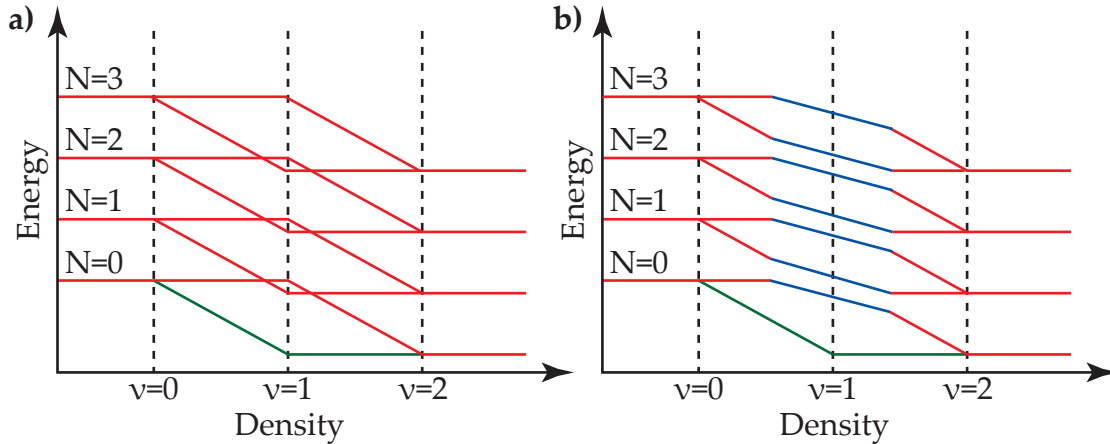 a)
Energy
N=3
N=2
N=1
N=0
ν=0 ν=1 ν=2
Density
b)
Energy
N=3
N=2
N=1
N=0
ν=0 ν=1 ν=2
Density